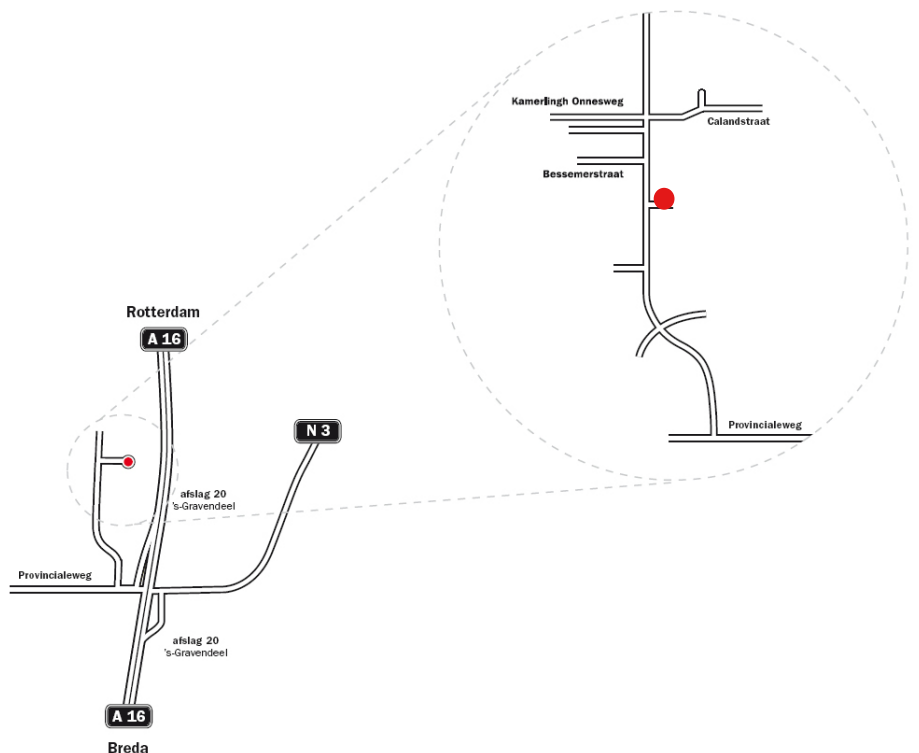 Kamerlingh Onnesweg
Calandstraat
Bessemerstraat
Provincialeweg
Rotterdam
A 16
N 3
afslag 20
's-Gravendeel
Provincialeweg
afslag 20
's-Gravendeel
A 16
Breda